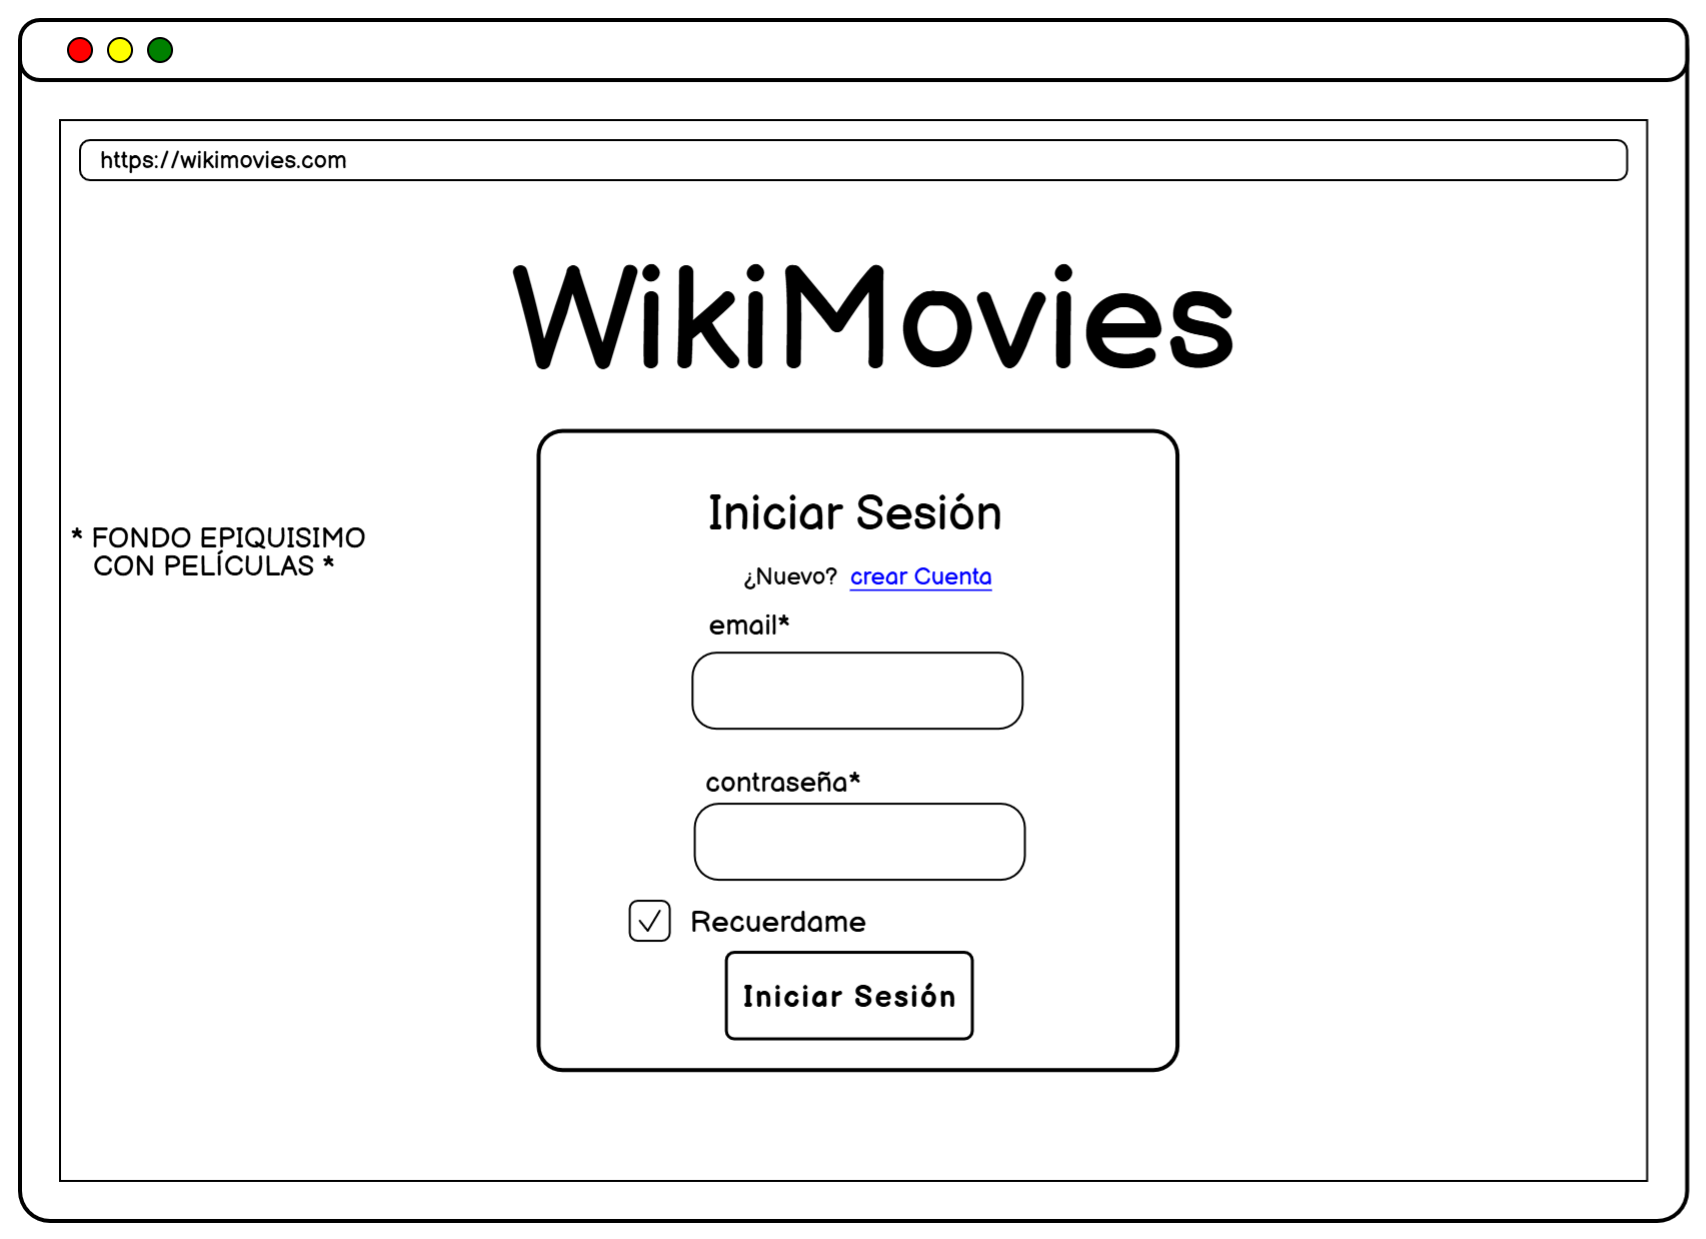 https://wikimovies.com
WikiMovies
* FONDO EPIQUISIMO
CON PELÍCULAS *
Iniciar Sesión
¿Nuevo? crear Cuenta
email*
contraseña*
Recuerdame
Iniciar Sesión